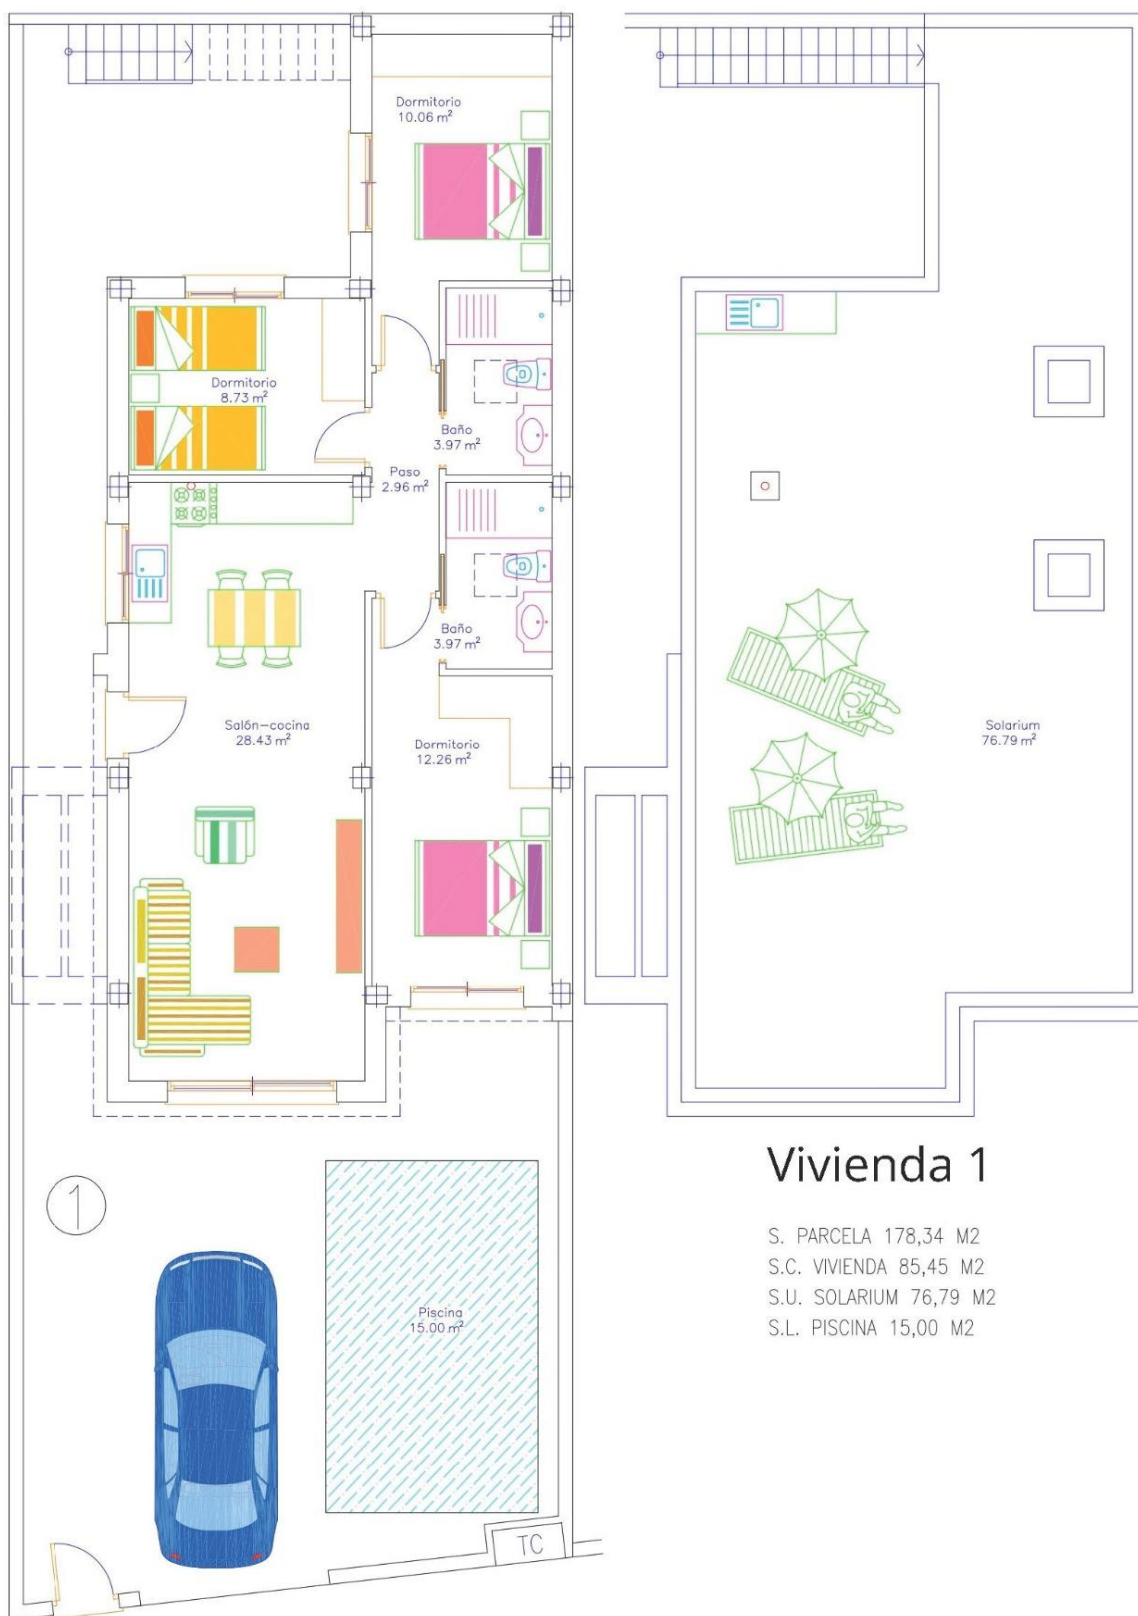 Dormitorio
10.06 m²
Dormitorio
8.73 m²
Baño
3.97 m²
Paso
2.96 m²
Baño
3.97 m²
Salón-cocina
28.43 m²
Dormitorio
12.26 m²
Solarium
76.79 m²
1
Piscina
15.00 m²
TC
Vivienda 1
S. PARCELA 178,34 M2
S.C. VIVIENDA 85,45 M2
S.U. SOLARIUM 76,79 M2
S.L. PISCINA 15,00 M2